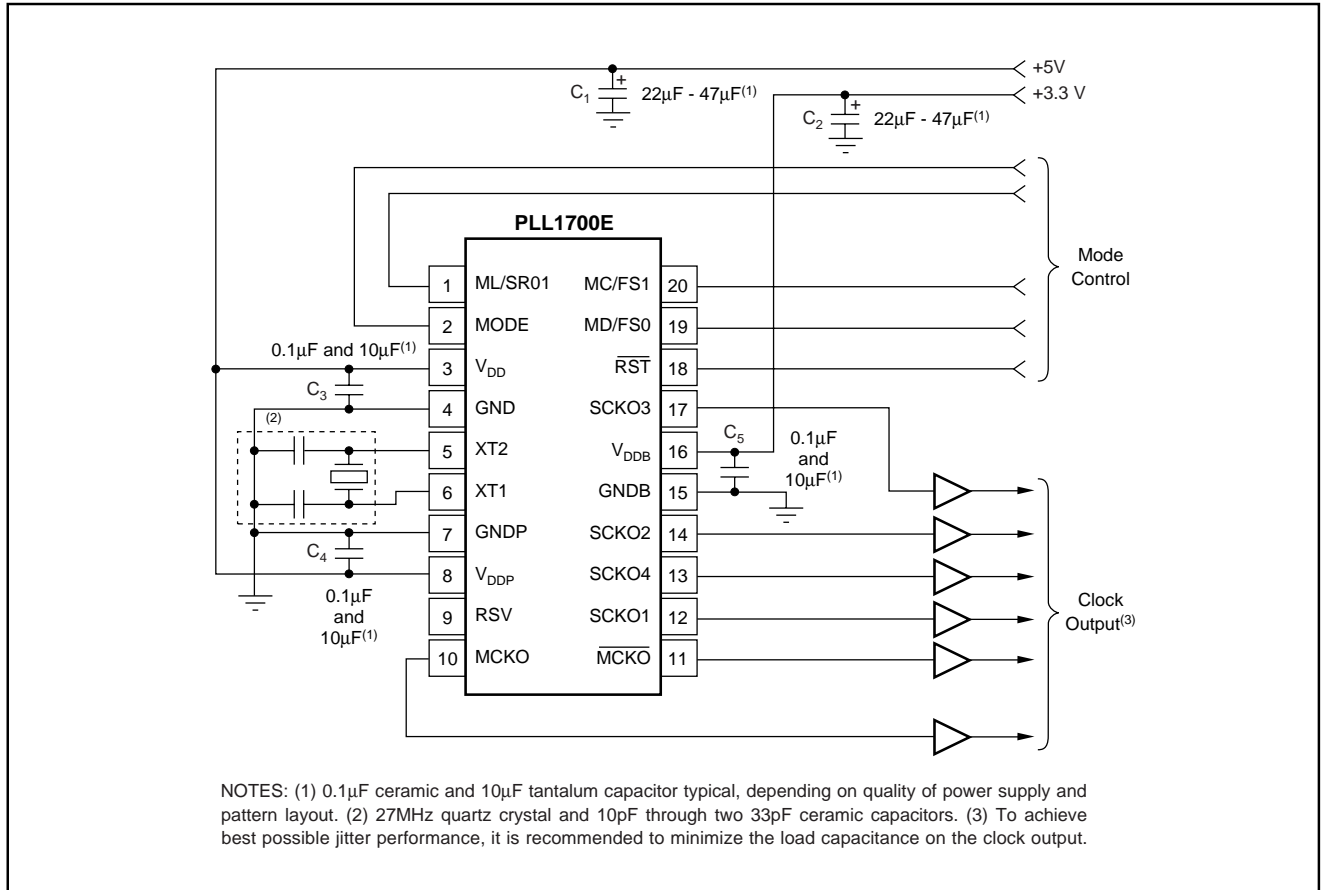 +5V
C1 + 22μF - 47μF(1)
+3.3 V
C2 + 22μF - 47μF(1)
PLL1700E
Mode
Control
1 ML/SR01 MC/FS1 20
2 MODE MD/FS0 19
0.1μF and 10μF(1)
3 VDD RST 18
C3
4 GND SCKO3 17
(2)
5 XT2 VDDB 16
C5
0.1μF
and
10μF(1)
6 XT1 GNDB 15
7 GNDP SCKO2 14
C4
8 VDDP SCKO4 13
0.1μF
and
10μF(1)
9 RSV SCKO1 12
10 MCKO MCKO 11
Clock
Output(3)
NOTES: (1) 0.1μF ceramic and 10μF tantalum capacitor typical, depending on quality of power supply and
pattern layout. (2) 27MHz quartz crystal and 10pF through two 33pF ceramic capacitors. (3) To achieve
best possible jitter performance, it is recommended to minimize the load capacitance on the clock output.